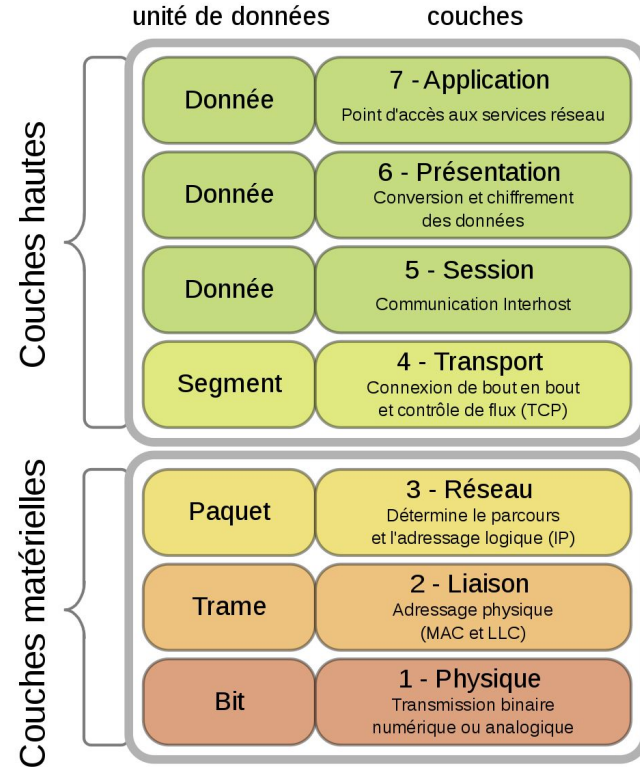 unité de données couches
Couches hautes
Donnée
7 - Application
Point d'accès aux services réseau
Donnée
6 - Présentation
Conversion et chiffrement
des données
Donnée
5 - Session
Communication Interhost
Segment
4 - Transport
Connexion de bout en bout
et contrôle de flux (TCP)
Couches matérielles
Paquet
3 - Réseau
Détermine le parcours
et l'adressage logique (IP)
Trame
2 - Liaison
Adressage physique
(MAC et LLC)
Bit
1 - Physique
Transmission binaire
numérique ou analogique